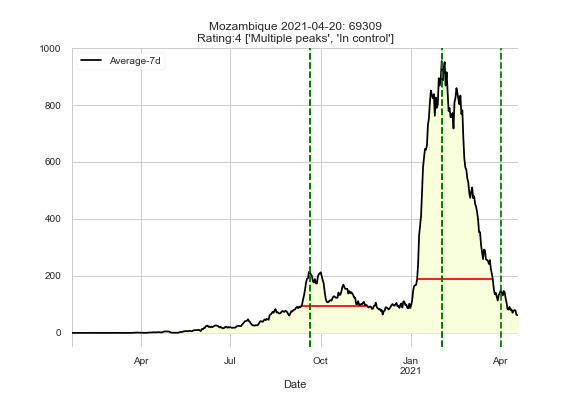 Mozambique 2021-04-20: 69309
Rating:4 ['Multiple peaks', 'In control']
Average-7d
1000
800
600
400
200
0
Apr Jul Oct Jan Apr
2021
Date